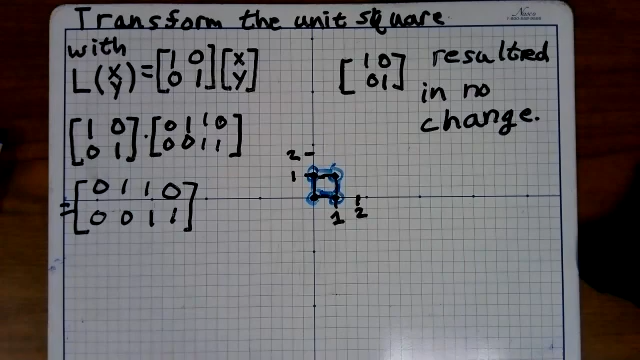 Transform the unit square
with
L(x y)=[1 0 0 1][x y]
[1 0 0 1]·[0 1 1 0 0 0 1 1]
=[0 1 1 0 0 0 1 1]
[1 0 0 1] resulted
in no
change.
2
1
1
2